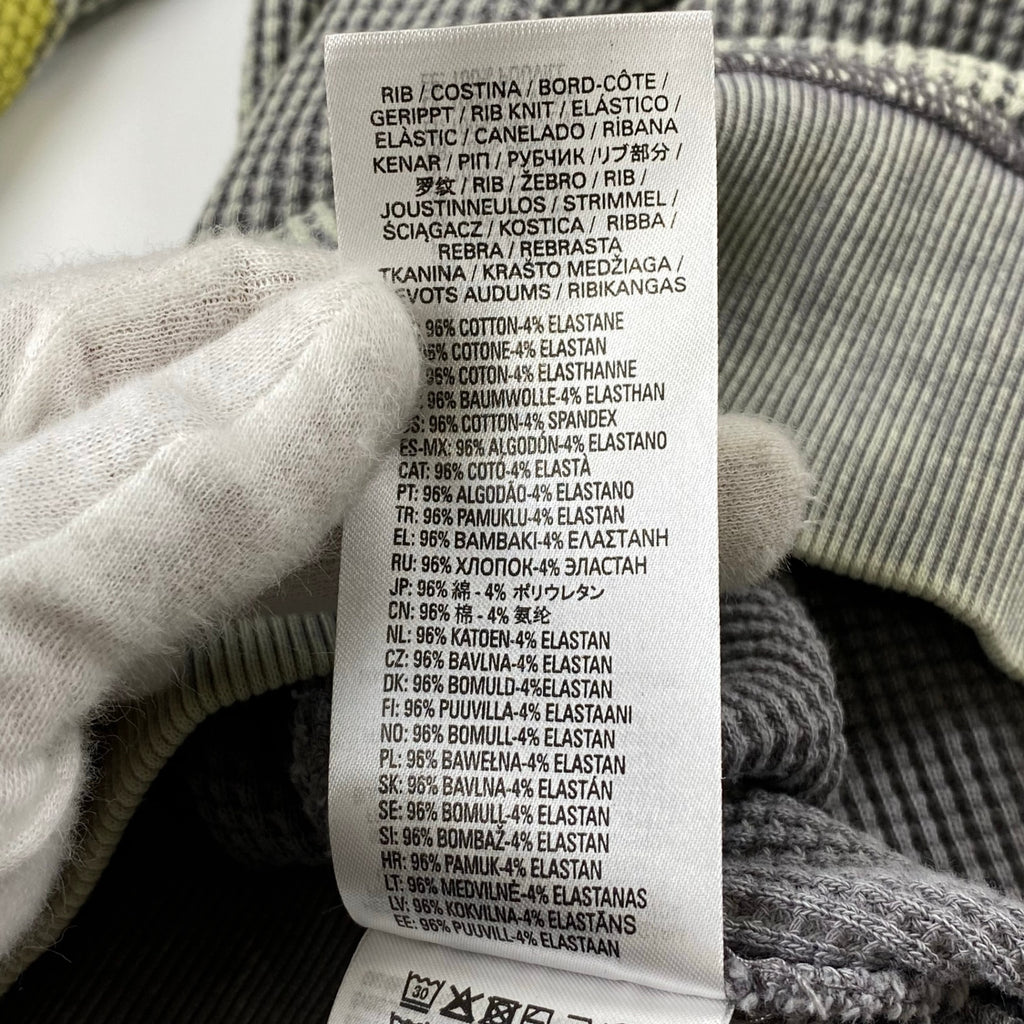 RIB / COSTINA / BORD-CÔTE /
GERIPPT / RIB KNIT / ELÁSTICO /
ELÀSTIC / CANELADO / RİBANA
KENAR / ΡΙΠ / РУБЧИК /リブ部分 /
罗纹 / RIB / ŽEBRO / RIB /
JOUSTINNEULOS / STRIMMEL /
ŚCIĄGACZ / KOSTICA / RIBBA /
REBRA / REBRASTA
TKANINA / KRAŠTO MEDŽIAGA /
AUDUMS / RIBIKANGAS
96% COTTON-4% ELASTANE
96% COTONE-4% ELASTAN
96% COTON-4% ELASTHANNE
96% BAUMWOLLE-4% ELASTHAN
96% COTTON-4% SPANDEX
ES-MX: 96% ALGODÓN-4% ELASTANO
CAT: 96% COTÓ-4% ELASTÀ
PT: 96% ALGODÃO-4% ELASTANO
TR: 96% PAMUKLU-4% ELASTAN
EL: 96% ΒΑΜΒΑΚΙ-4% ΕΛΑΣΤΑΝΗ
RU: 96% ХЛОПОК-4% ЭЛАСТАН
JP: 96% 綿 - 4% ポリウレタン
CN: 96% 棉 - 4% 氨纶
NL: 96% KATOEN-4% ELASTAN
CZ: 96% BAVLNA-4% ELASTAN
DK: 96% BOMULD-4%ELASTAN
FI: 96% PUUVILLA-4% ELASTAANI
NO: 96% BOMULL-4% ELASTAN
PL: 96% BAWEŁNA-4% ELASTAN
SK: 96% BAVLNA-4% ELASTÁN
SE: 96% BOMULL-4% ELASTAN
SI: 96% BOMBAŽ-4% ELASTAN
HR: 96% PAMUK-4% ELASTAN
LT: 96% MEDVILNĖ-4% ELASTANAS
LV: 96% KOKVILNA-4% ELASTĀNS
EE: 96% PUUVILL-4% ELASTAAN
30